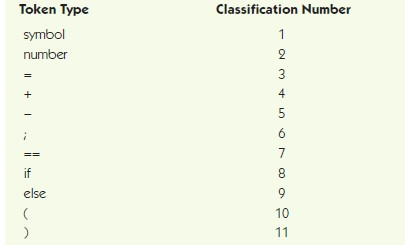 Token Type Classification Number
symbol 1
number 2
= 3
+ 4
− 5
; 6
== 7
if 8
else 9
( 10
) 11